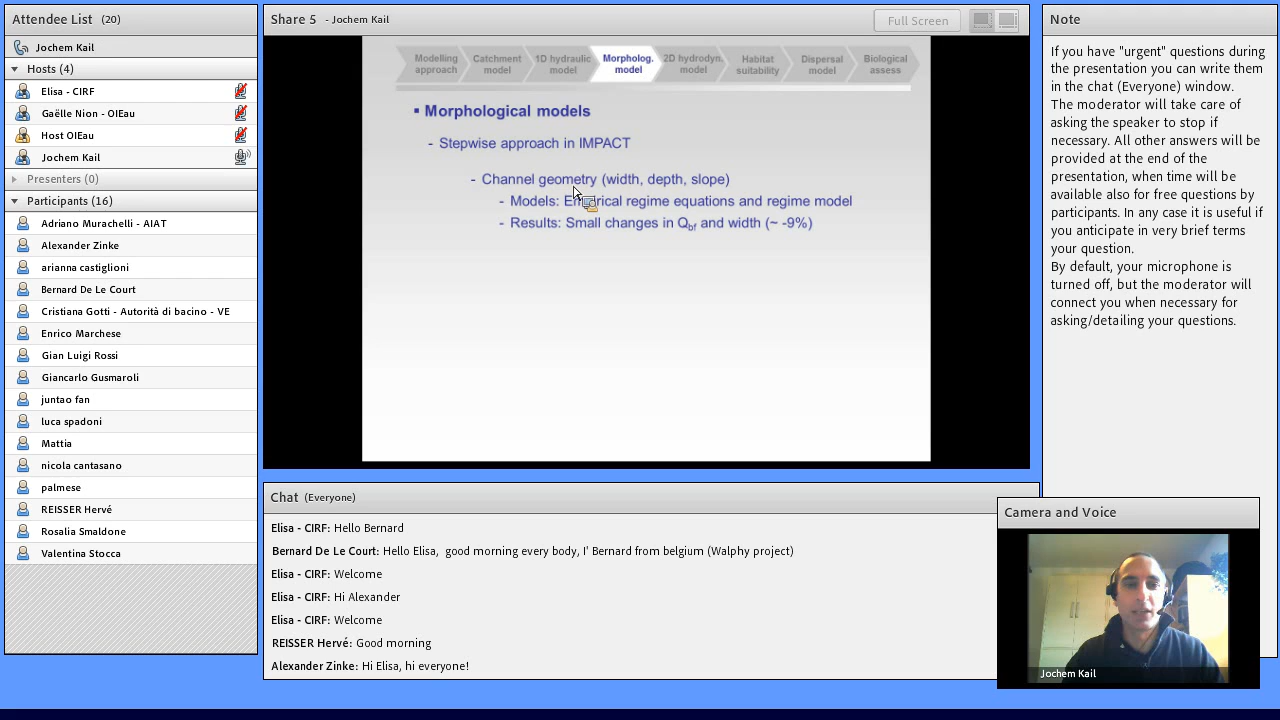 Attendee List (20)
Jochem Kail
Hosts (4)
Elisa - CIRF
Gaëlle Nion - OIEau
Host OIEau
Jochem Kail
Presenters (0)
Participants (16)
Adriano Murachelli - AIAT
Alexander Zinke
arianna castiglioni
Bernard De Le Court
Cristiana Gotti - Autorità di bacino - VE
Enrico Marchese
Gian Luigi Rossi
Giancarlo Gusmaroli
juntao fan
luca spadoni
Mattia
nicola cantasano
palmese
REISSER Hervé
Rosalia Smaldone
Valentina Stocca
Share 5 - Jochem Kail
Full Screen
Modelling approach
Catchment model
1D hydraulic model
Morpholog. model
2D hydrodyn. model
Habitat suitability
Dispersal model
Biological assess
▪ Morphological models
- Stepwise approach in IMPACT
- Channel geometry (width, depth, slope)
- Models: Empirical regime equations and regime model
- Results: Small changes in Qbf and width (~ -9%)
Chat (Everyone)
Elisa - CIRF: Hello Bernard
Bernard De Le Court: Hello Elisa, good morning every body, I' Bernard from belgium (Walphy project)
Elisa - CIRF: Welcome
Elisa - CIRF: Hi Alexander
Elisa - CIRF: Welcome
REISSER Hervé: Good morning
Alexander Zinke: Hi Elisa, hi everyone!
Note
If you have "urgent" questions during
the presentation you can write them
in the chat (Everyone) window.
The moderator will take care of
asking the speaker to stop if
necessary. All other answers will be
provided at the end of the
presentation, when time will be
available also for free questions by
participants. In any case it is useful if
you anticipate in very brief terms
your question.
By default, your microphone is
turned off, but the moderator will
connect you when necessary for
asking/detailing your questions.
Camera and Voice
Jochem Kail